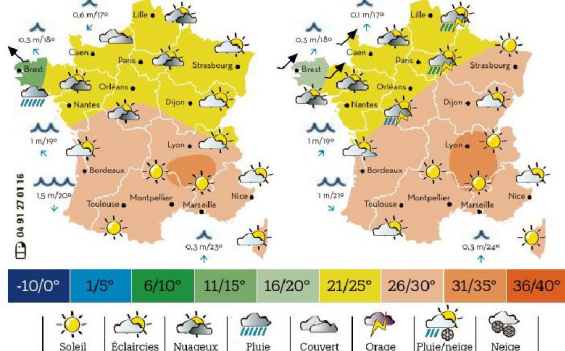 0,6 m/17°
Lille
0,3 m/18°
Caen
Paris
Strasbourg
Brest
Orléans
Nantes
Dijon
1 m/19°
Lyon
Bordeaux
1,5 m/20°
Toulouse
Montpellier
Marseille
Nice
0,3 m/23°
04 91 27 01 16
0,1 m/17°
Lille
0,3 m/18°
Caen
Paris
Strasbourg
Brest
Orléans
Nantes
Dijon
1 m/19°
Lyon
Bordeaux
1 m/21°
Toulouse
Montpellier
Marseille
Nice
0,3 m/24°
-10/0° 1/5° 6/10° 11/15° 16/20° 21/25° 26/30° 31/35° 36/40°
Soleil Éclaircies Nuageux Pluie Couvert Orage Pluie/neige Neige